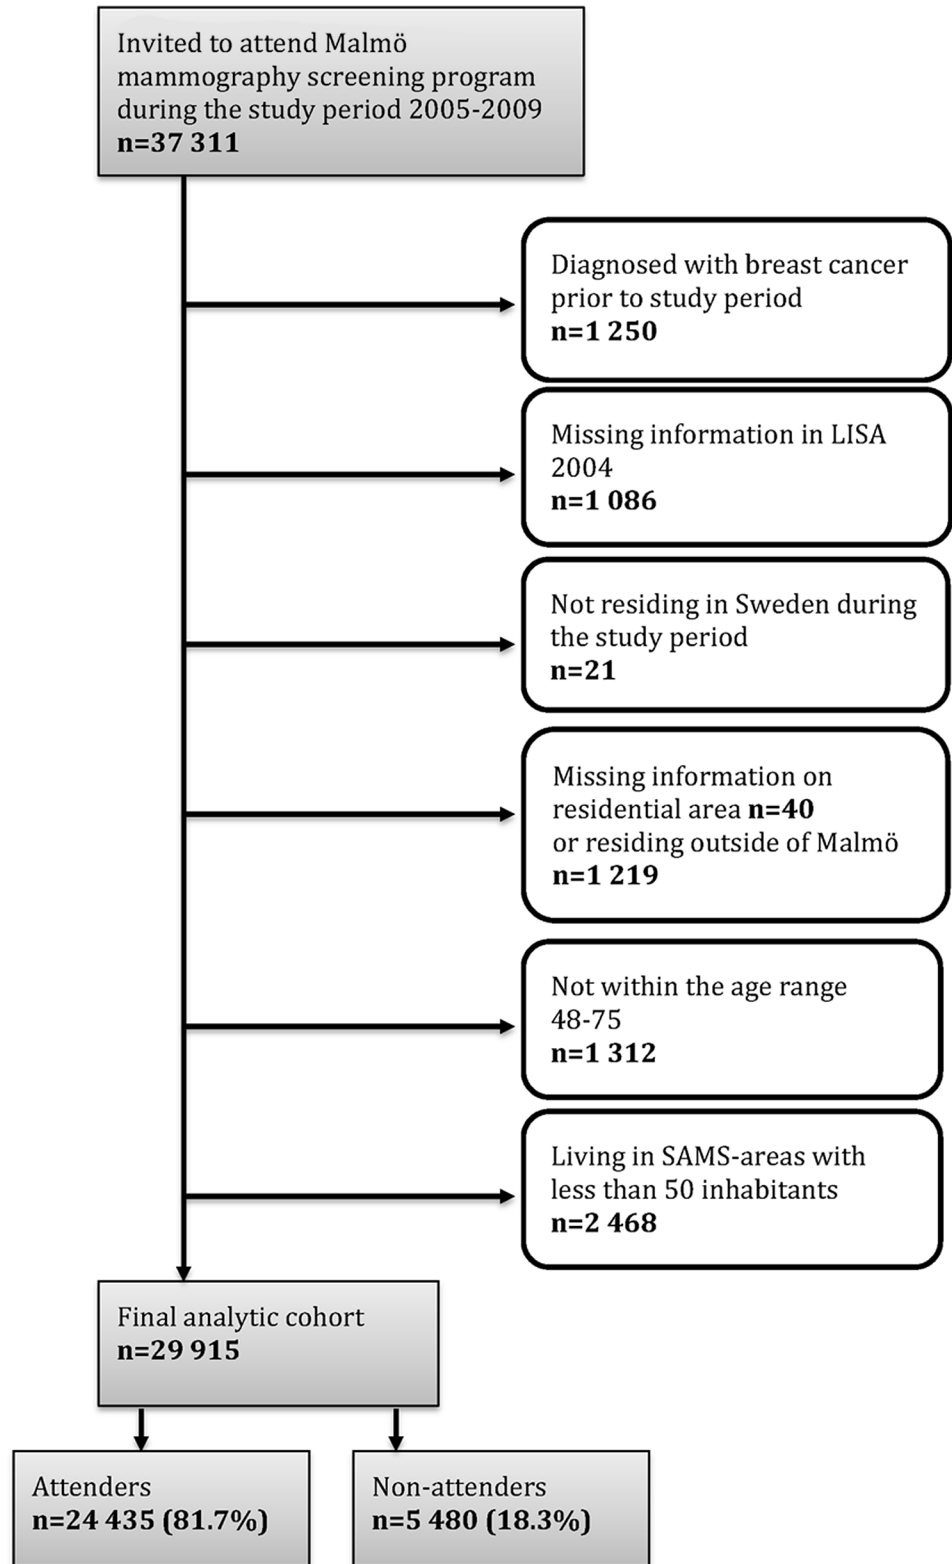 Invited to attend Malmö
mammography screening program
during the study period 2005-2009
n=37 311
Diagnosed with breast cancer
prior to study period
n=1 250
Missing information in LISA
2004
n=1 086
Not residing in Sweden during
the study period
n=21
Missing information on
residential area n=40
or residing outside of Malmö
n=1 219
Not within the age range
48-75
n=1 312
Living in SAMS-areas with
less than 50 inhabitants
n=2 468
Final analytic cohort
n=29 915
Attenders
n=24 435 (81.7%)
Non-attenders
n=5 480 (18.3%)